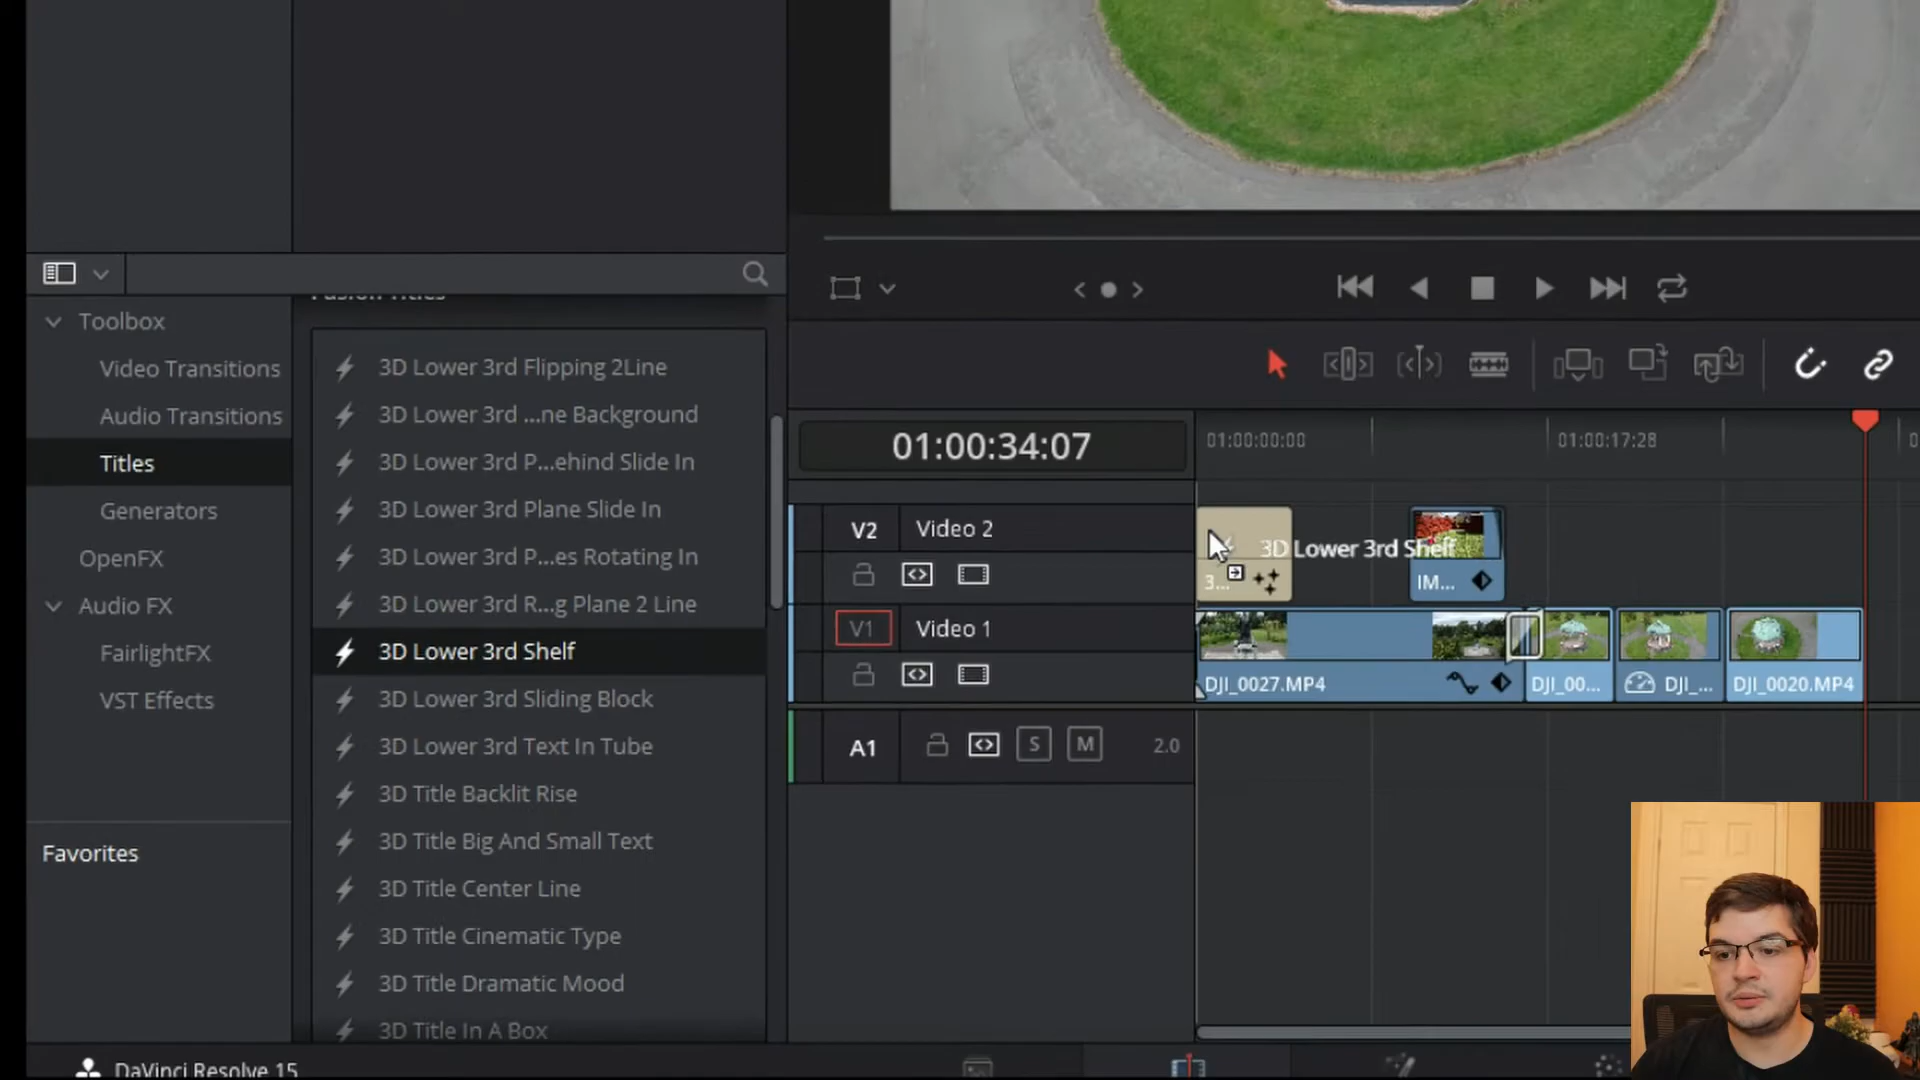 Fusion Titles
Toolbox
Video Transitions
Audio Transitions
Titles
Generators
OpenFX
Audio FX
FairlightFX
VST Effects
Favorites
3D Lower 3rd Flipping 2Line
3D Lower 3rd ...ne Background
3D Lower 3rd P...ehind Slide In
3D Lower 3rd Plane Slide In
3D Lower 3rd P...es Rotating In
3D Lower 3rd R...g Plane 2 Line
3D Lower 3rd Shelf
3D Lower 3rd Sliding Block
3D Lower 3rd Text In Tube
3D Title Backlit Rise
3D Title Big And Small Text
3D Title Center Line
3D Title Cinematic Type
3D Title Dramatic Mood
3D Title In A Box
01:00:34:07
01:00:00:00
01:00:17:28
0
V2
Video 2
3D Lower 3rd Shelf
3...
IM...
V1
Video 1
DJI_0027.MP4
DJI_00...
DJI_...
DJI_0020.MP4
A1
S
M
2.0
DaVinci Resolve 15